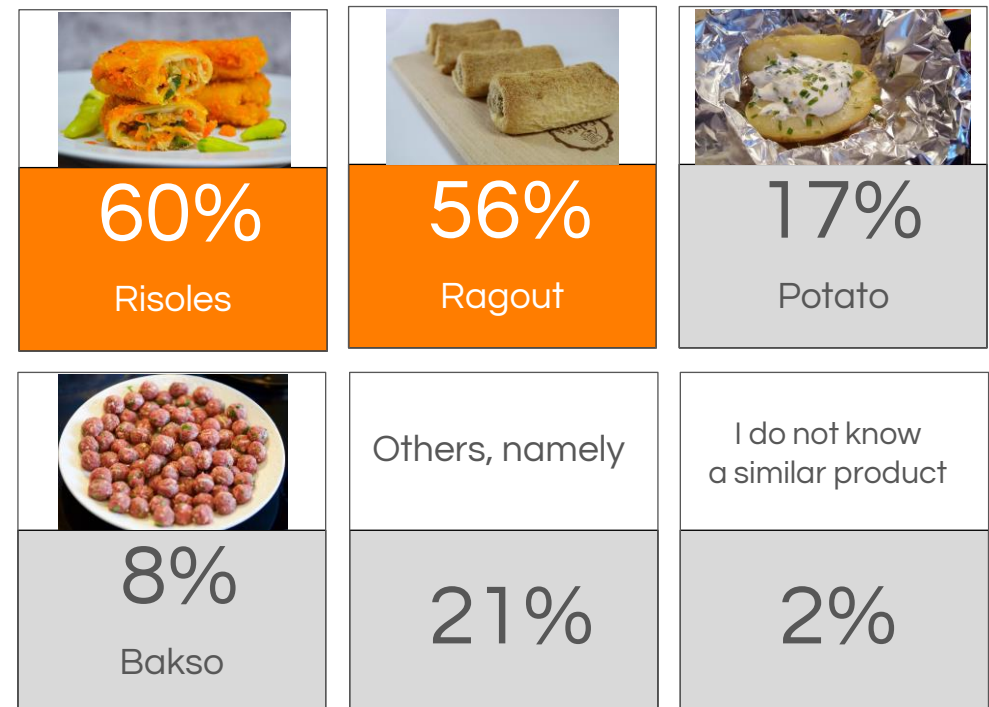 60%
Risoles
56%
Ragout
17%
Potato
8%
Bakso
Others, namely
21%
I do not know
a similar product
2%